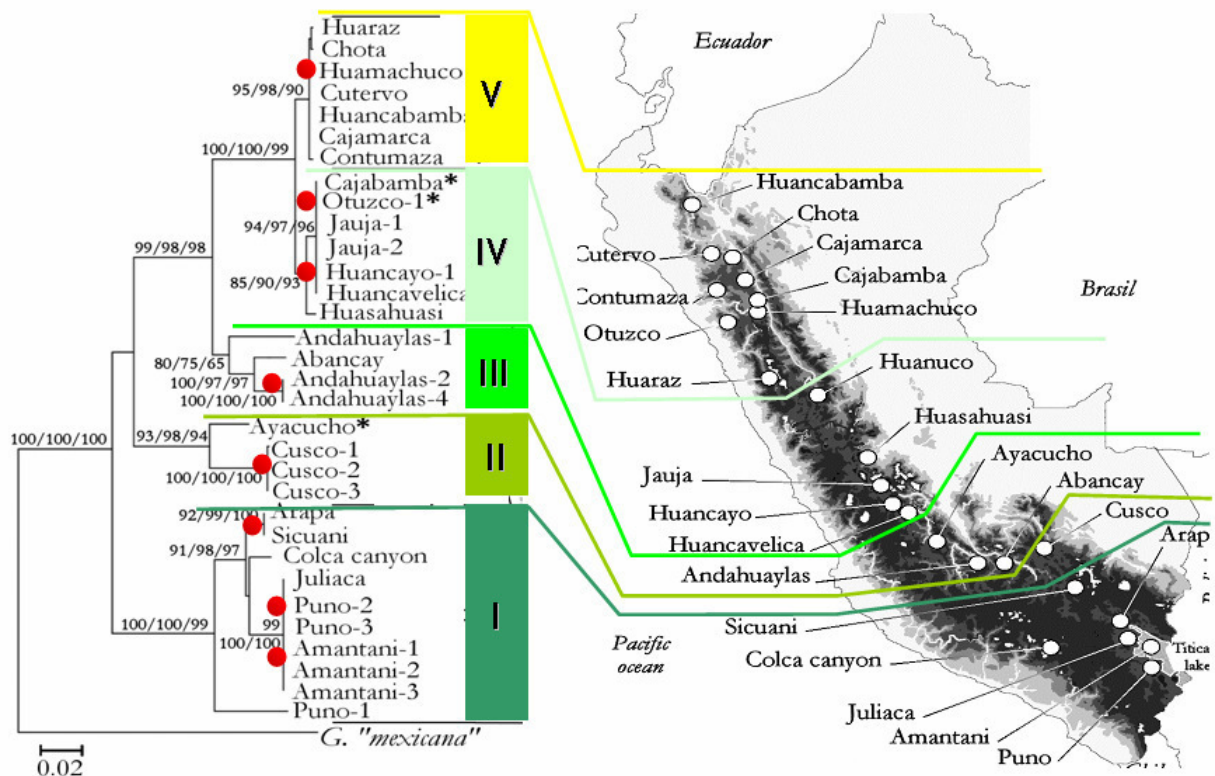 Huaraz
Chota
Huamachuco
95/98/90
Cutervo
Huancabamba
Cajamarca
100/100/99
Contumaza
V
Cajabamba*
Otuzco-1*
94/97/96
Jauja-1
Jauja-2
99/98/98
Huancayo-1
85/90/93
Huancavelica
Huasahuasi
IV
Andahuaylas-1
80/75/65
Abancay
100/97/97
Andahuaylas-2
100/100/100
Andahuaylas-4
III
100/100/100
93/98/94
Ayacucho*
Cusco-1
Cusco-2
100/100/100
Cusco-3
II
92/99/100
Arapa
Sicuani
91/98/97
Colca canyon
Juliaca
Puno-2
99
Puno-3
100/100/99
100/100
Amantani-1
Amantani-2
Amantani-3
Puno-1
I
G. "mexicana"
0.02
Ecuador
Huancabamba
Chota
Cutervo
Cajamarca
Cajabamba
Brasil
Contumaza
Huamachuco
Otuzco
Huanuco
Huaraz
Huasahuasi
Ayacucho
Jauja
Abancay
Huancayo
Cusco
Huancavelica
Arap
Andahuaylas
Sicuani
Pacific
ocean
Colca canyon
Titica
lake
Juliaca
Amantani
Puno